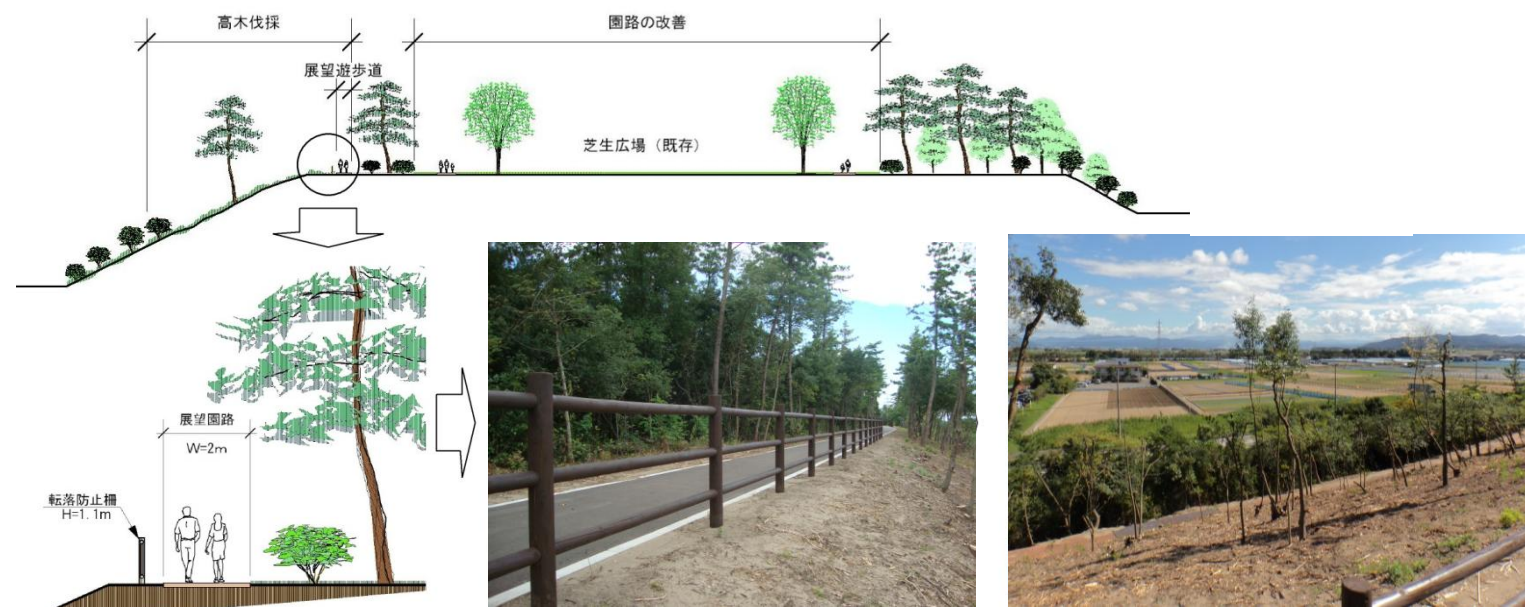 高木伐採
園路の改善
展望遊歩道
芝生広場（既存）
展望園路
W=2m
転落防止柵
H=1.1m